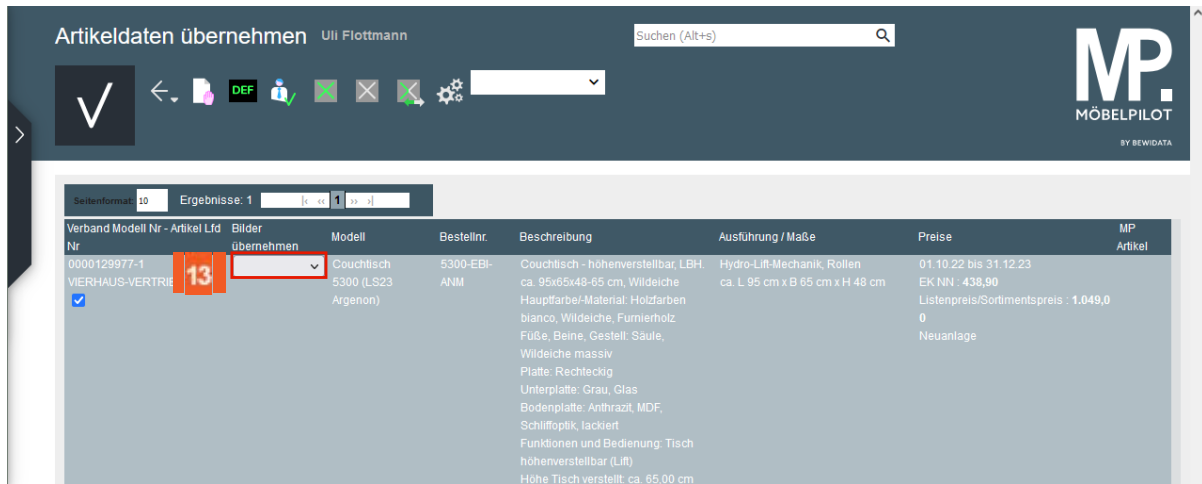 Artikeldaten übernehmen Uli Flottmann
Suchen (Alt+s)
MP.
MÖBELPILOT
BY BEWIDATA
DEF
Seitenformat: 10 Ergebnisse: 1 |‹ ‹‹ 1 ›› ›|
Verband Modell Nr - Artikel Lfd Nr
Bilder übernehmen
Modell
Bestellnr.
Beschreibung
Ausführung / Maße
Preise
MP Artikel
0000129977-1
VIERHAUS-VERTRIE
13
Couchtisch
5300 (LS23
Argenon)
5300-EBI-
ANM
Couchtisch - höhenverstellbar, LBH.
ca. 95x65x48-65 cm, Wildeiche
Hauptfarbe/-Material: Holzfarben
bianco, Wildeiche, Furnierholz
Füße, Beine, Gestell: Säule,
Wildeiche massiv
Platte: Rechteckig
Unterplatte: Grau, Glas
Bodenplatte: Anthrazit, MDF,
Schliffoptik, lackiert
Funktionen und Bedienung: Tisch
höhenverstellbar (Lift)
Höhe Tisch verstellt: ca. 65,00 cm
Hydro-Lift-Mechanik, Rollen
ca. L 95 cm x B 65 cm x H 48 cm
01.10.22 bis 31.12.23
EK NN : 438,90
Listenpreis/Sortimentspreis : 1.049,0
0
Neuanlage